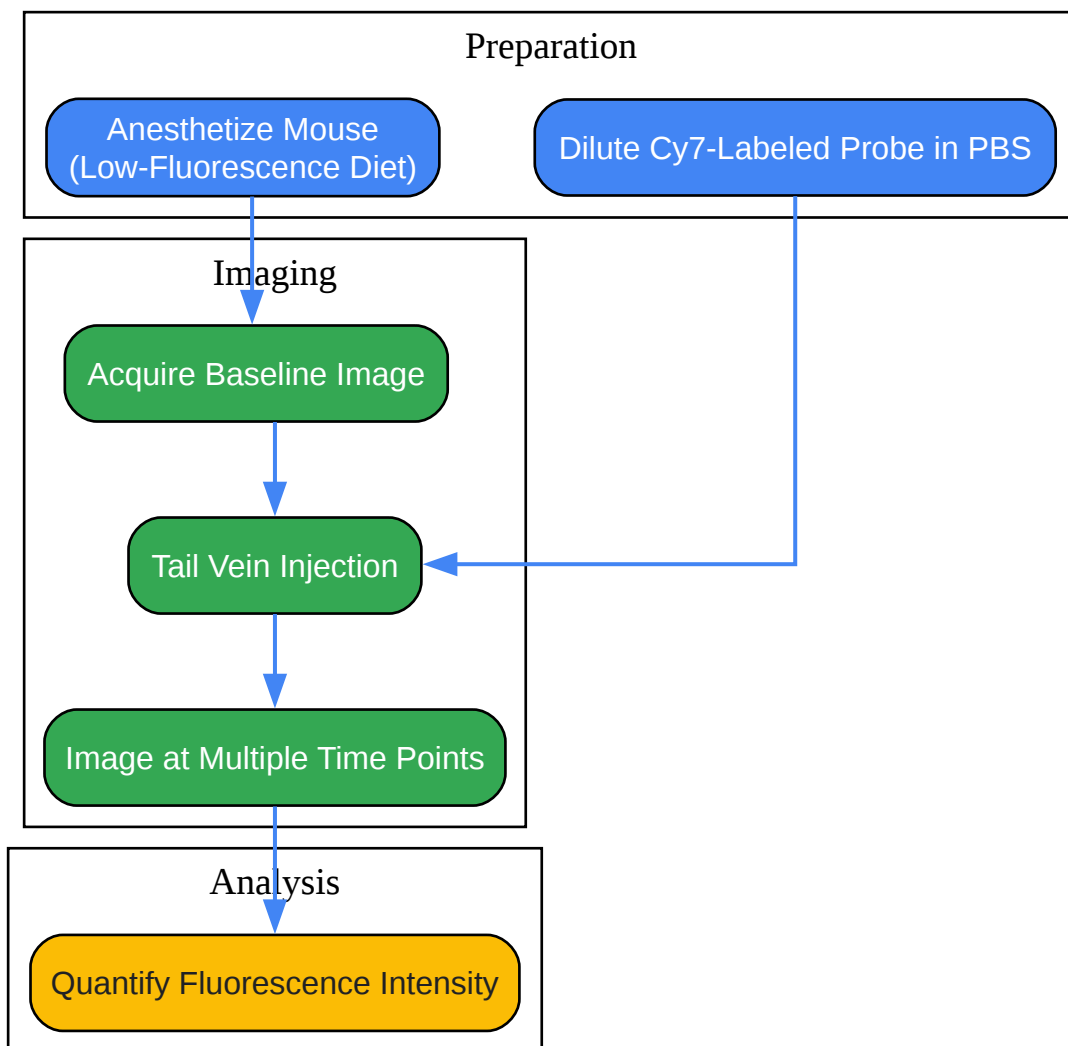 Preparation
Anesthetize Mouse
(Low-Fluorescence Diet)
Dilute Cy7-Labeled Probe in PBS
Imaging
Acquire Baseline Image
Tail Vein Injection
Image at Multiple Time Points
Analysis
Quantify Fluorescence Intensity